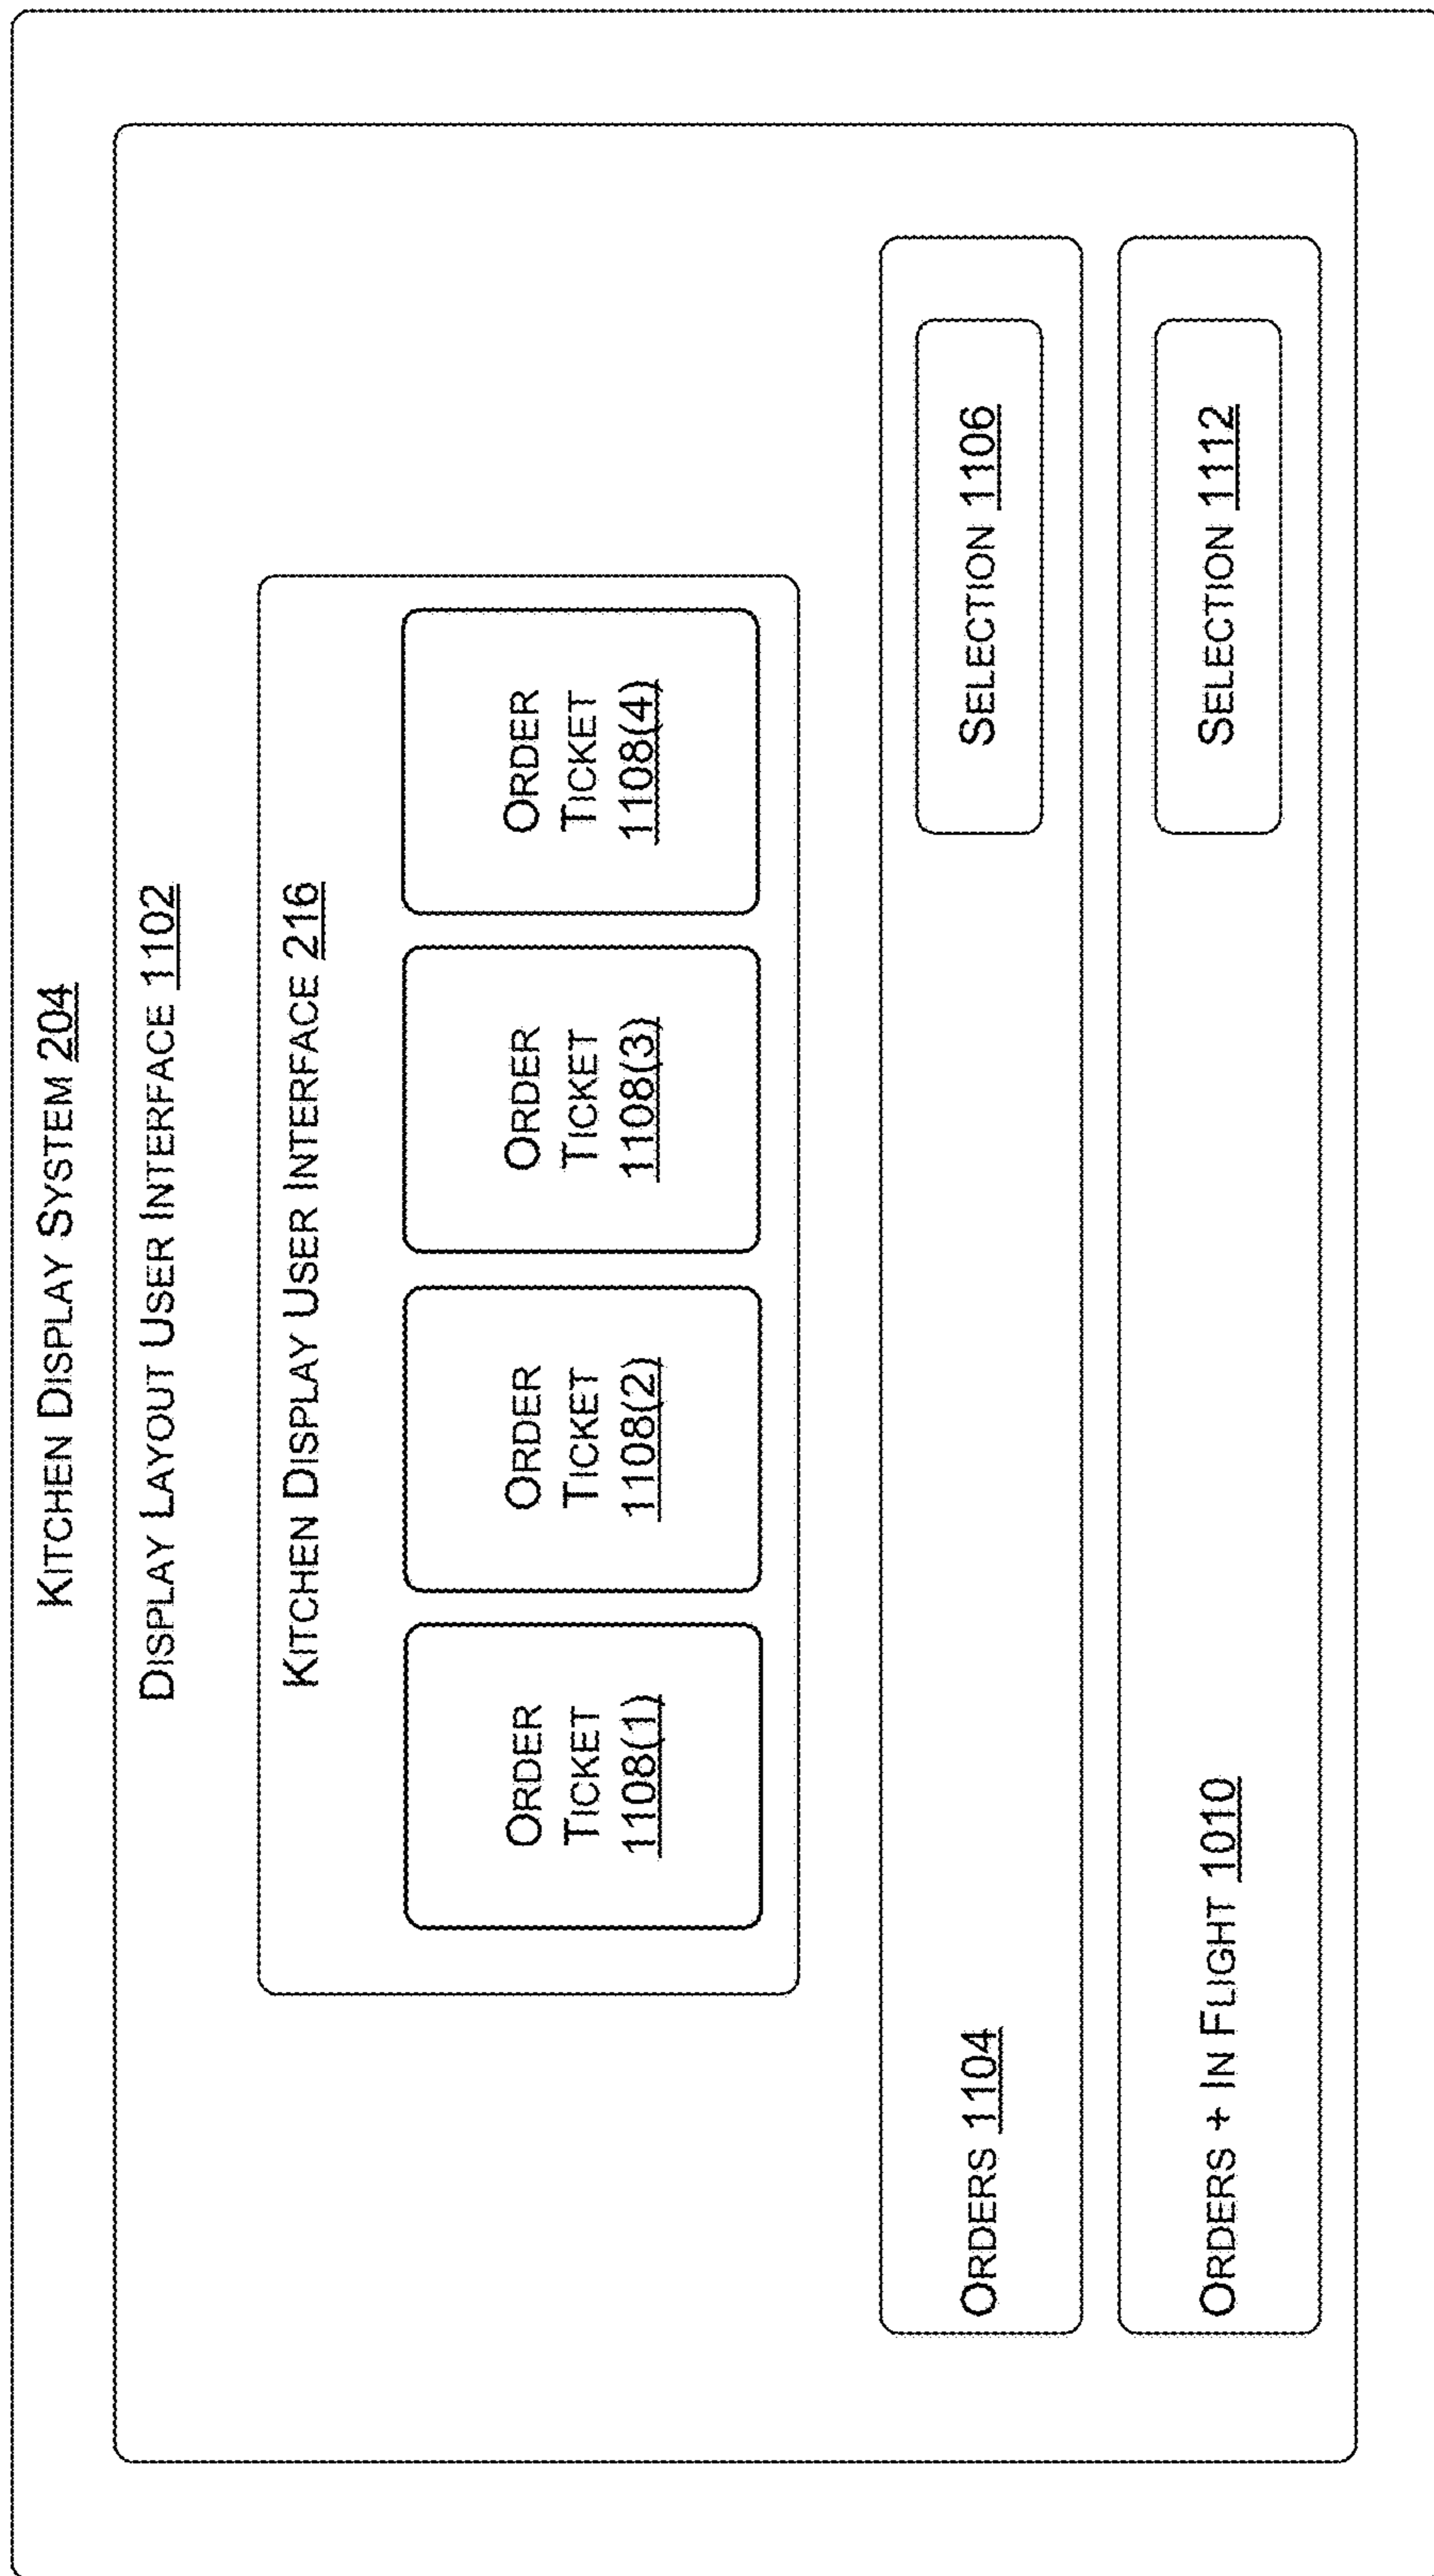 KITCHEN DISPLAY SYSTEM 204
DISPLAY LAYOUT USER INTERFACE 1102
KITCHEN DISPLAY USER INTERFACE 216
ORDER
TICKET
1108(1)
ORDER
TICKET
1108(2)
ORDER
TICKET
1108(3)
ORDER
TICKET
1108(4)
ORDERS 1104
SELECTION 1106
ORDERS + IN FLIGHT 1010
SELECTION 1112